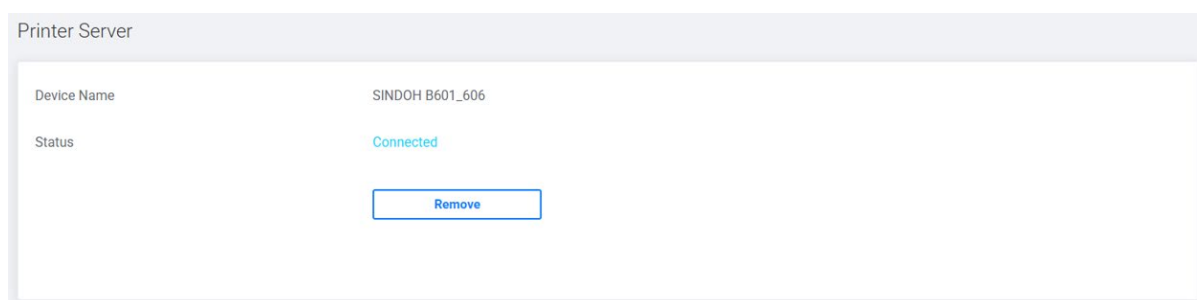 Printer Server
Device Name SINDOH B601_606
Status Connected
Remove